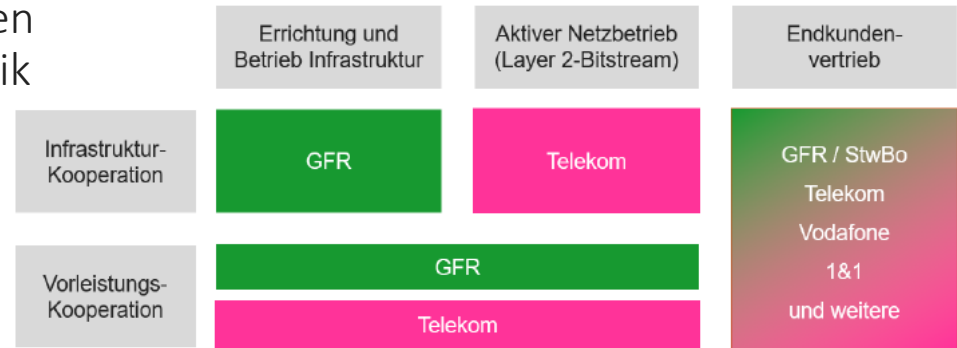 en
ik
Errichtung und
Betrieb Infrastruktur
Aktiver Netzbetrieb
(Layer 2-Bitstream)
Endkunden-
vertrieb
Infrastruktur-
Kooperation
GFR
Telekom
GFR / StwBo
Telekom
Vodafone
1&1
und weitere
Vorleistungs-
Kooperation
GFR
Telekom